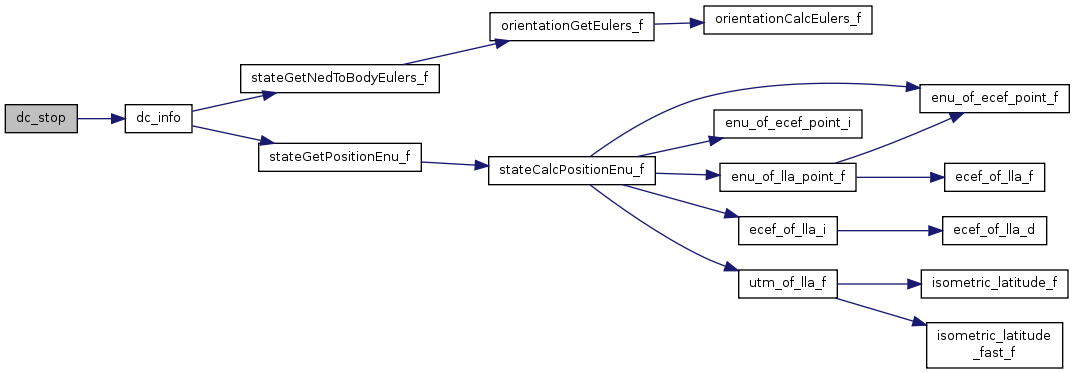 dc_stop
dc_info
stateGetNedToBodyEulers_f
stateGetPositionEnu_f
orientationGetEulers_f
orientationCalcEulers_f
stateCalcPositionEnu_f
enu_of_ecef_point_f
enu_of_ecef_point_i
enu_of_lla_point_f
ecef_of_lla_f
ecef_of_lla_i
ecef_of_lla_d
utm_of_lla_f
isometric_latitude_f
isometric_latitude
_fast_f